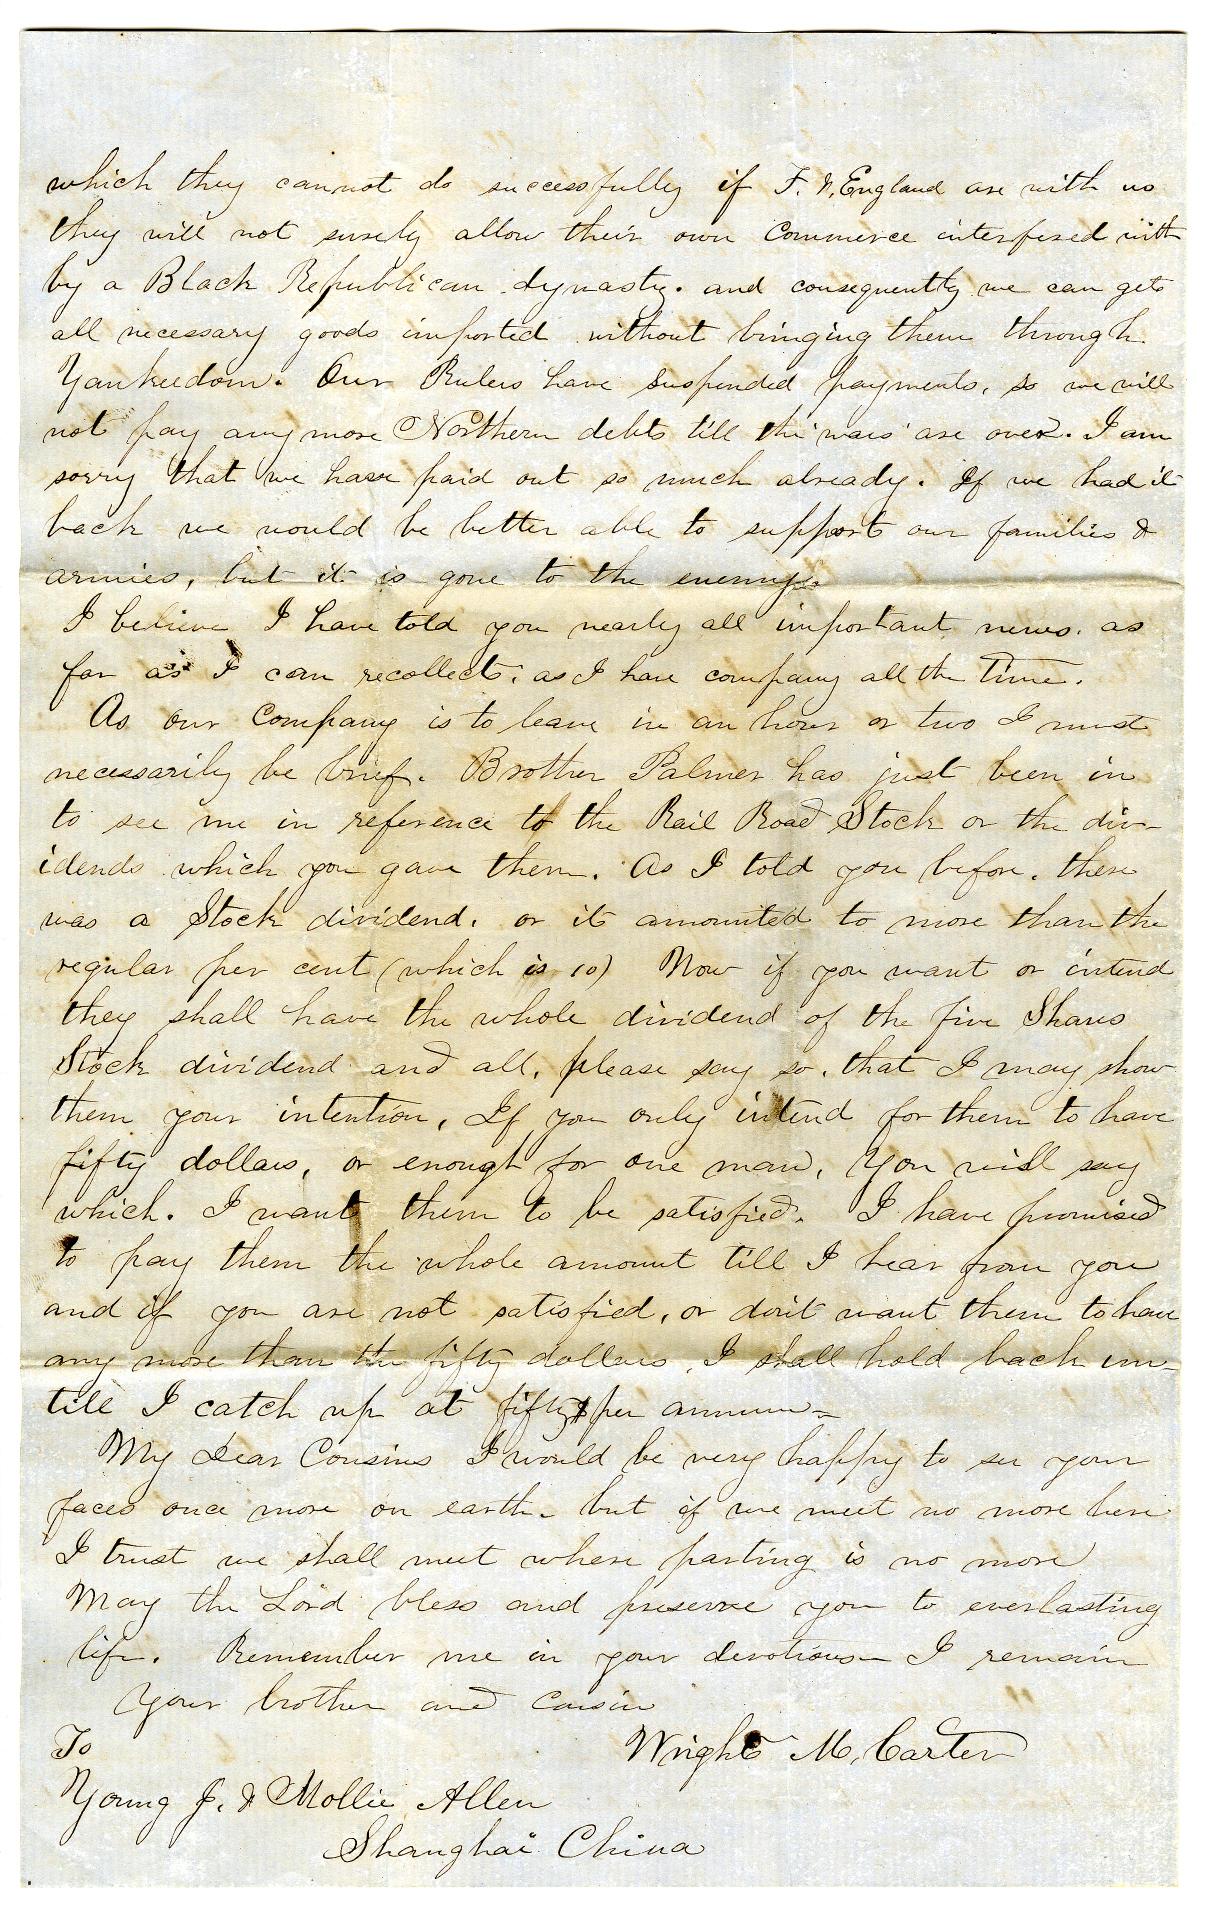 which they cannot do successfully if F. & England are with us
they will not surely allow their own Commerce interfered with
by a Black Republican dynasty. and consequently we can get
all necessary goods imported without bringing them through
Yankeedom. Our Rulers have suspended payments, so we will
not pay any more Northern debts till the wars are over. I am
sorry that we have paid out so much already. If we had it
back we would be better able to support our families &
armies, but it is gone to the enemy.
I believe I have told you nearly all important news. as
far as I can recollect, as I have company all the Time.
As our Company is to leave in an hour or two I must
necessarily be brief. Brother Palmer has just been in
to see me in reference to the Rail Road Stock or the div-
idends which you gave them. As I told you before, there
was a Stock dividend, or it amounted to more than the
regular per cent (which is 10) Now if you want or intend
they shall have the whole dividend of the five Shares
Stock dividend and all, please say so, that I may show
them your intention, If you only intend for them to have
fifty dollars, or enough for one man, You will say
which. I want them to be satisfied. I have promised
to pay them the whole amount till I hear from you
and if you are not satisfied, or don't want them to have
any more than the fifty dollars, I shall hold back un-
till I catch up at fifty $ per annum-
My Dear Cousins I would be very happy to see your
faces once more on earth. but if we meet no more here
I trust we shall meet where parting is no more
May the Lord bless and preserve you to everlasting
life. Remember me in your devotions- I remain
Your brother and cousin
Wright M. Carter
To
Young J. & Mollie Allen
Shanghai China